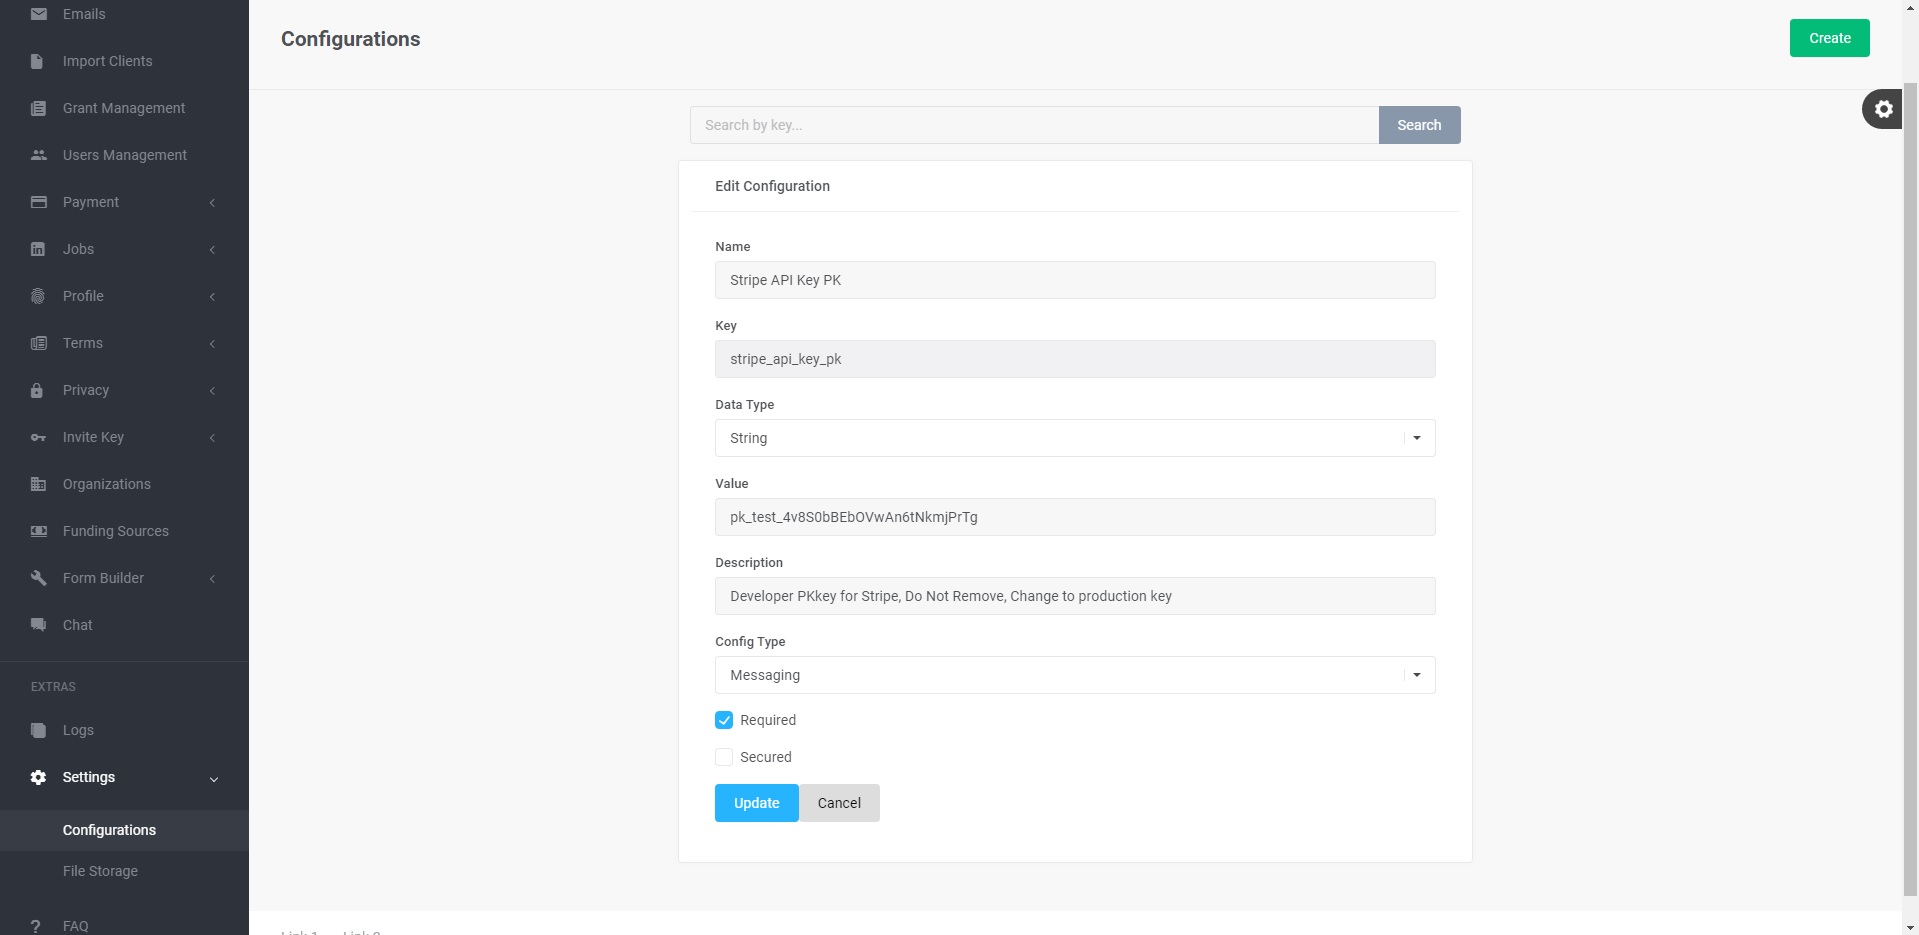 Emails
Import Clients
Grant Management
Users Management
Payment
Jobs
Profile
Terms
Privacy
Invite Key
Organizations
Funding Sources
Form Builder
Chat
EXTRAS
Logs
Settings
Configurations
File Storage
FAQ
Configurations
Create
Search by key...
Search
Edit Configuration
Name
Stripe API Key PK
Key
stripe_api_key_pk
Data Type
String
Value
pk_test_4v8S0bBEbOVwAn6tNkmjPrTg
Description
Developer PKkey for Stripe, Do Not Remove, Change to production key
Config Type
Messaging
Required
Secured
Update
Cancel